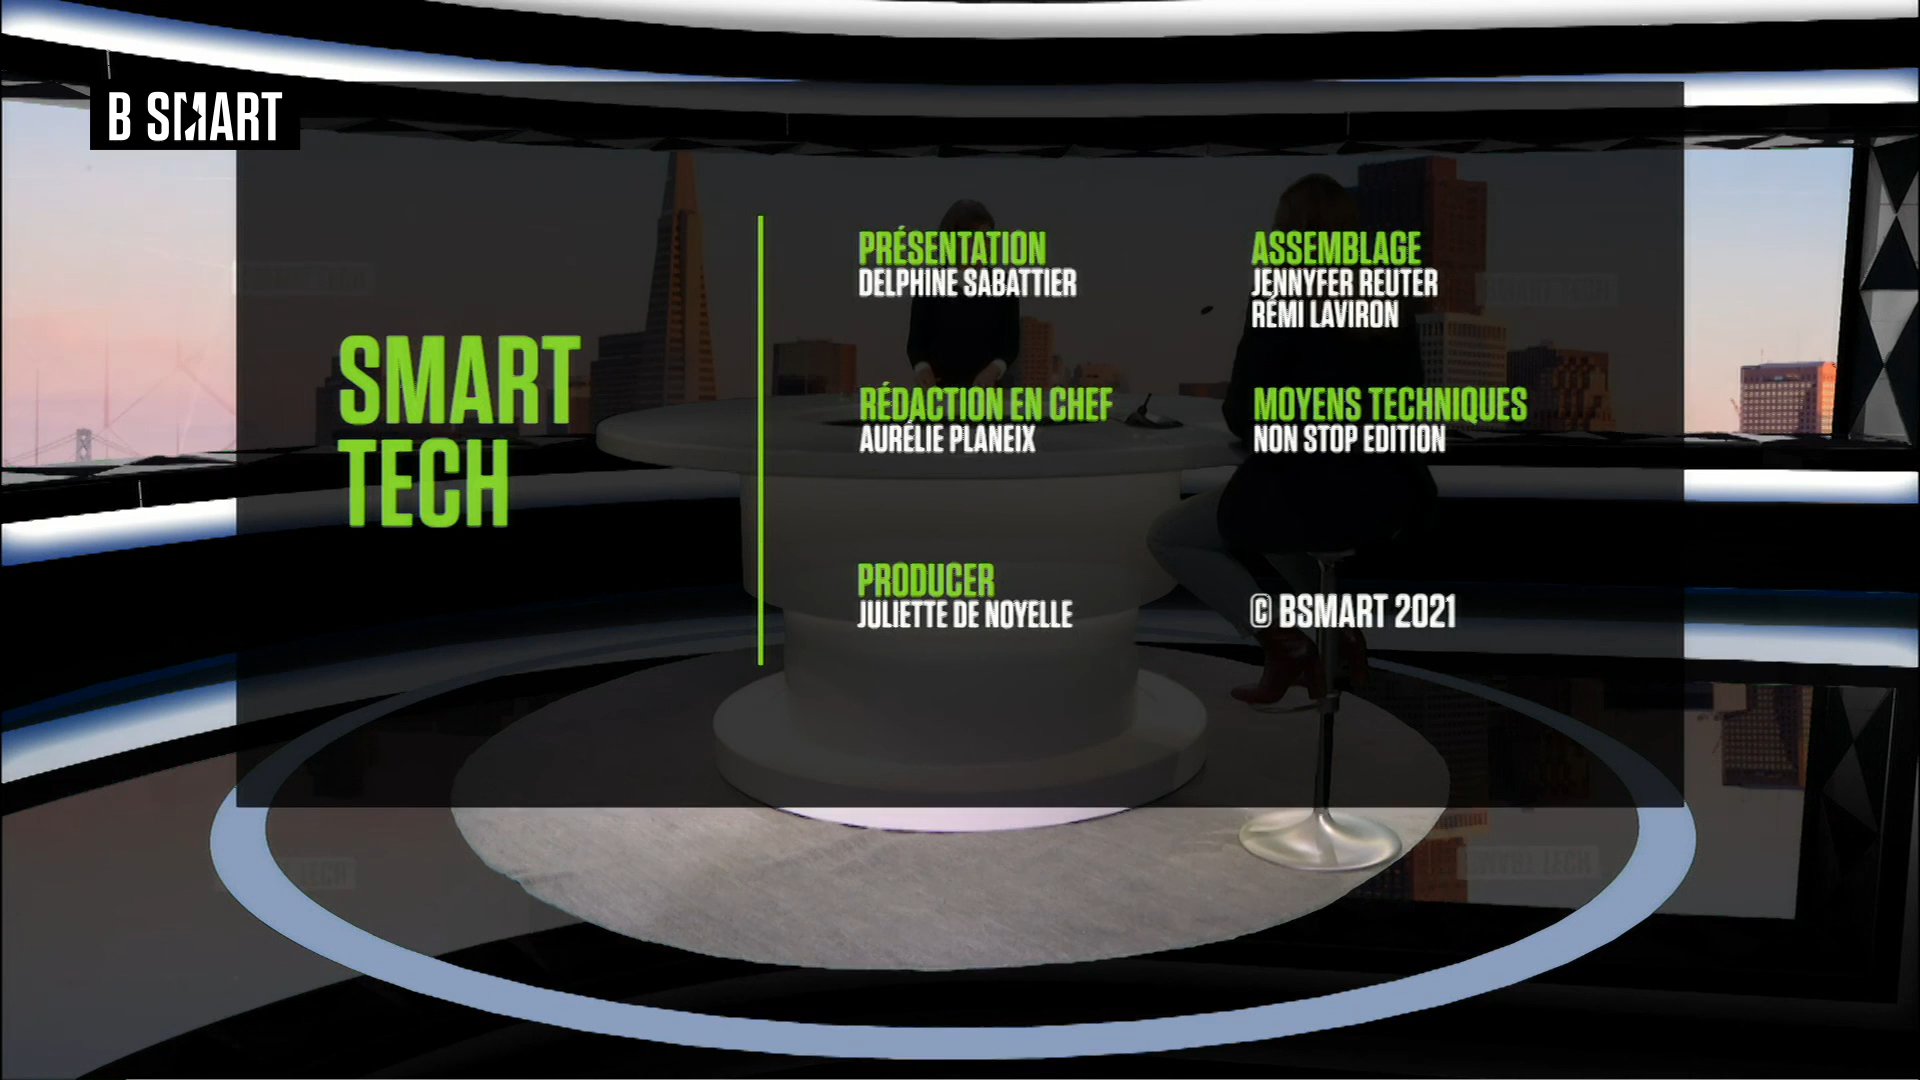 B SMART
SMART
TECH
PRÉSENTATION
DELPHINE SABATTIER
RÉDACTION EN CHEF
AURÉLIE PLANEIX
PRODUCER
JULIETTE DE NOYELLE
ASSEMBLAGE
JENNYFER REUTER
RÉMI LAVIRON
MOYENS TECHNIQUES
NON STOP EDITION
© BSMART 2021